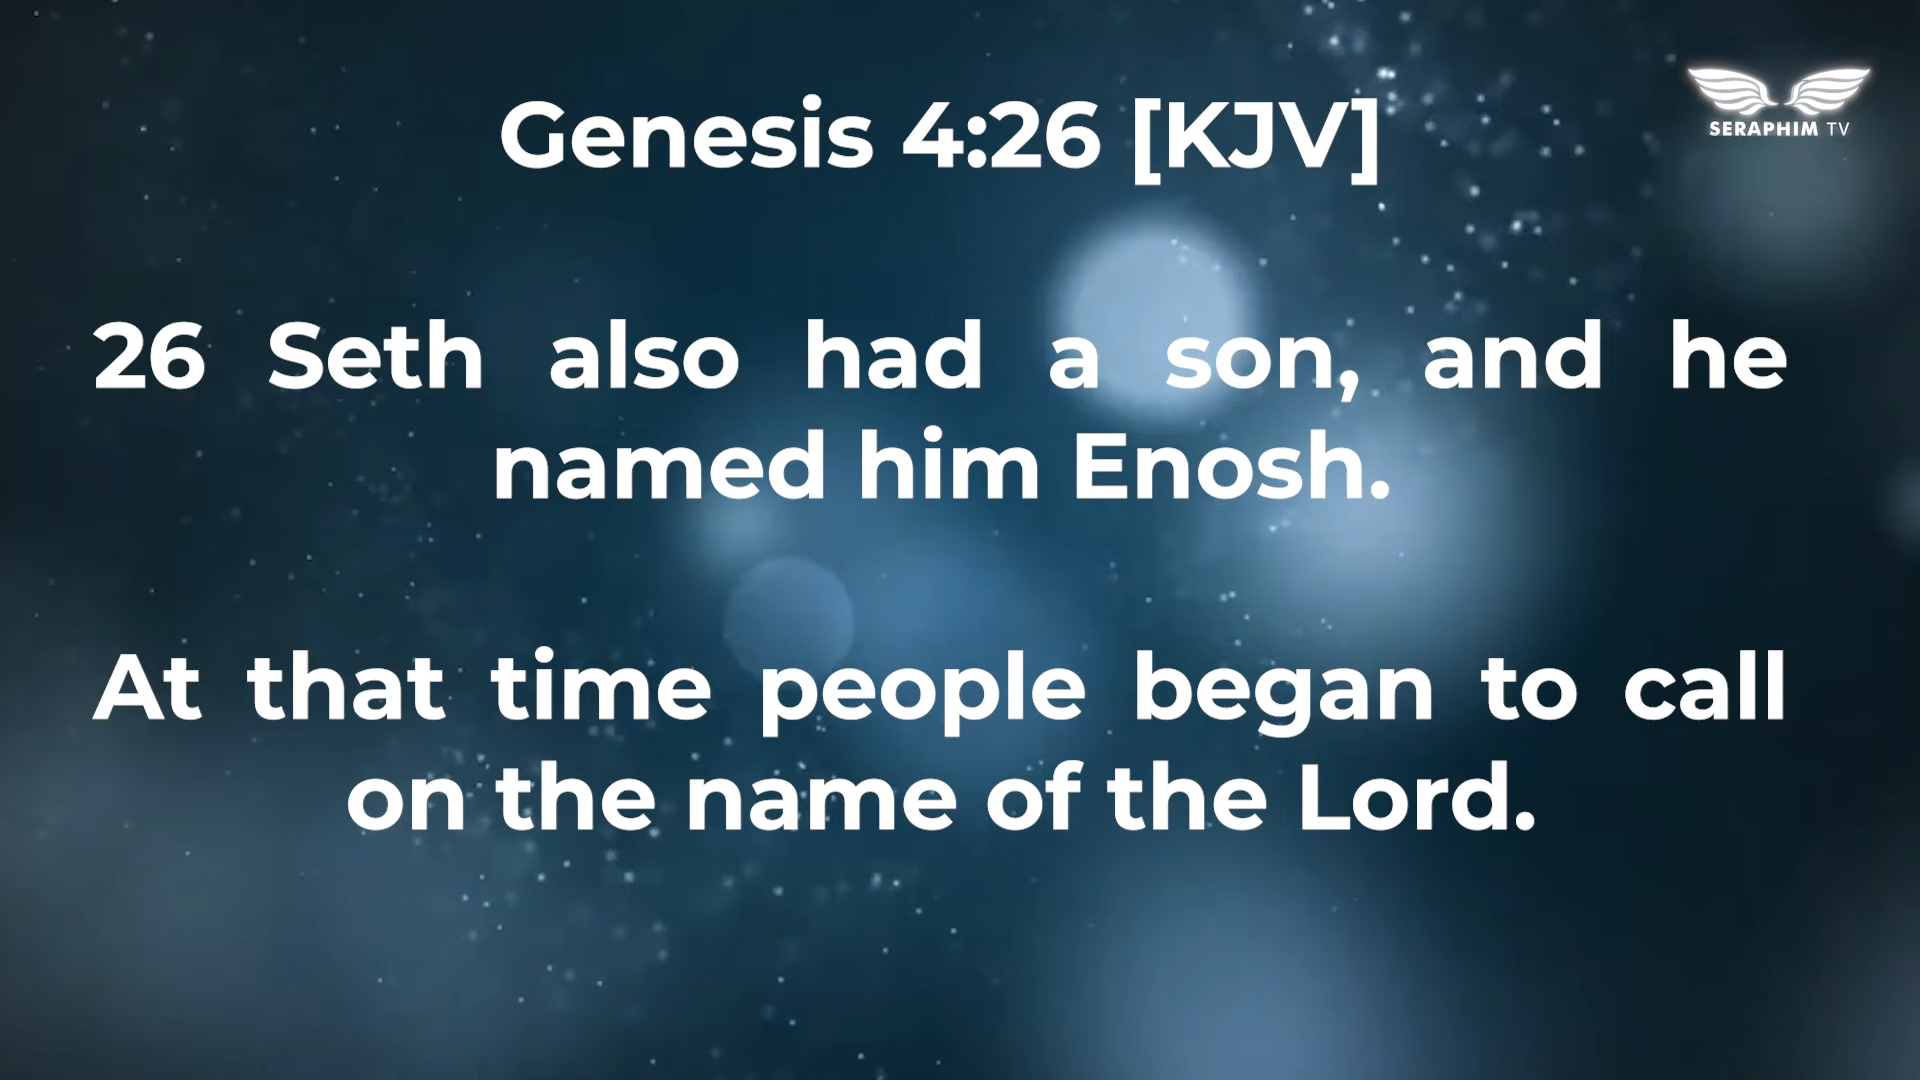 Genesis 4:26 [KJV]
SERAPHIM TV
26 Seth also had a son, and he
named him Enosh.
At that time people began to call
on the name of the Lord.